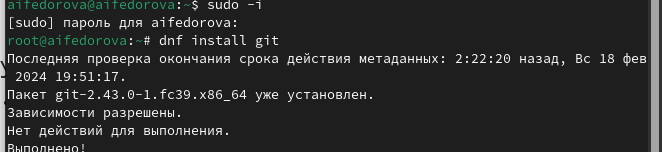 aifedorova@aifedorova:~$ sudo -i
[sudo] пароль для aifedorova:
root@aifedorova:~# dnf install git
Последняя проверка окончания срока действия метаданных: 2:22:20 назад, Вс 18 фев
 2024 19:51:17.
Пакет git-2.43.0-1.fc39.x86_64 уже установлен.
Зависимости разрешены.
Нет действий для выполнения.
Выполнено!